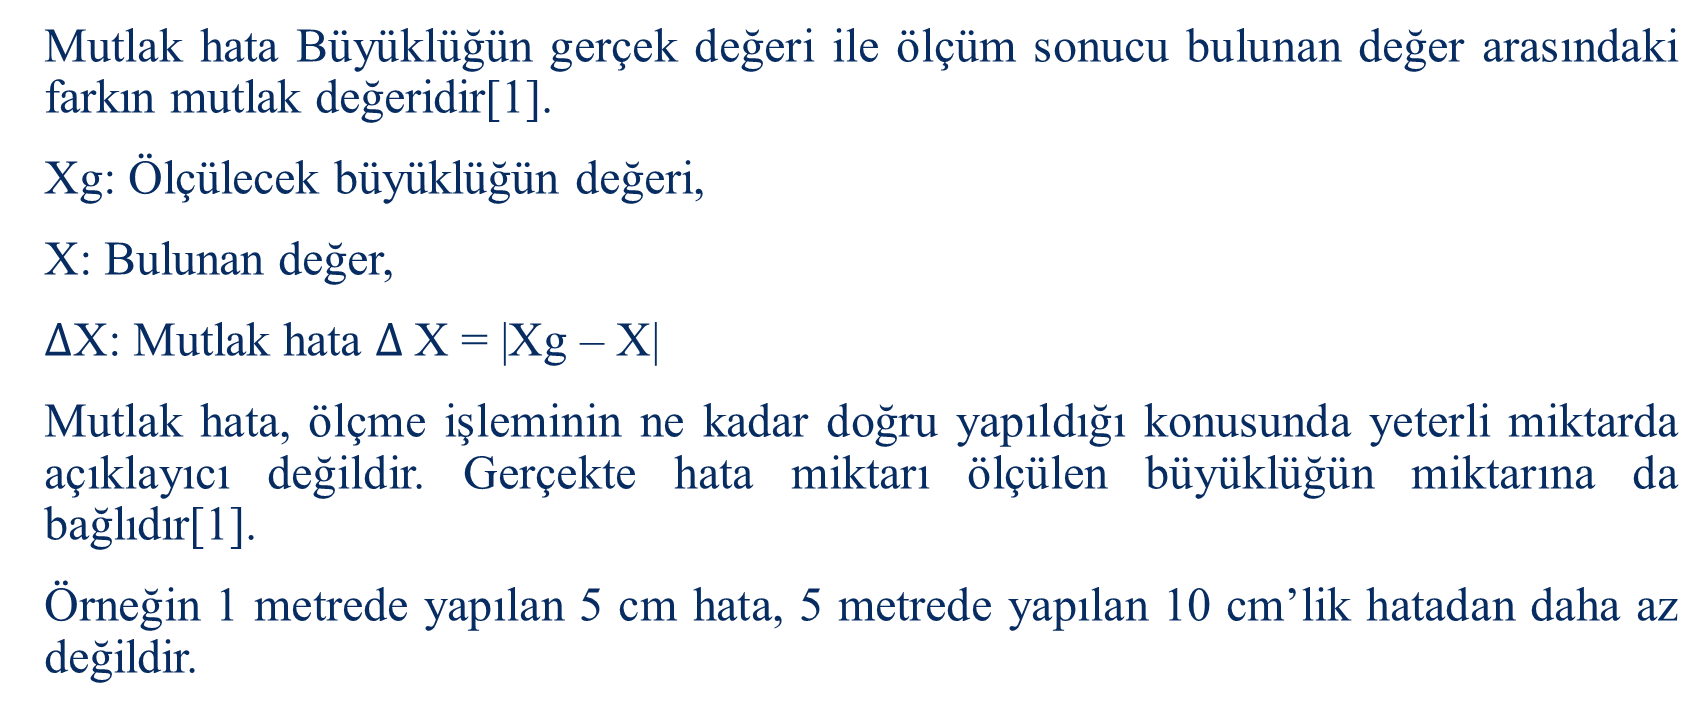 Mutlak hata Büyüklüğün gerçek değeri ile ölçüm sonucu bulunan değer arasındaki
farkın mutlak değeridir[1].
Xg: Ölçülecek büyüklüğün değeri,
X: Bulunan değer,
ΔX: Mutlak hata Δ X = |Xg – X|
Mutlak hata, ölçme işleminin ne kadar doğru yapıldığı konusunda yeterli miktarda
açıklayıcı değildir. Gerçekte hata miktarı ölçülen büyüklüğün miktarına da
bağlıdır[1].
Örneğin 1 metrede yapılan 5 cm hata, 5 metrede yapılan 10 cm’lik hatadan daha az
değildir.